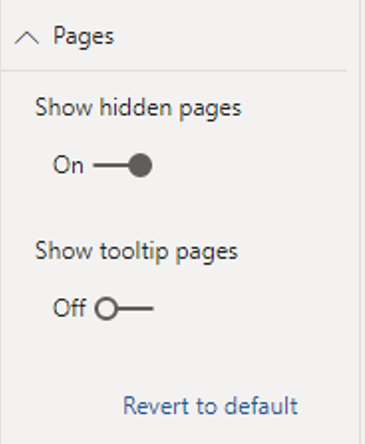 Pages
Show hidden pages
On
Show tooltip pages
Off
Revert to default